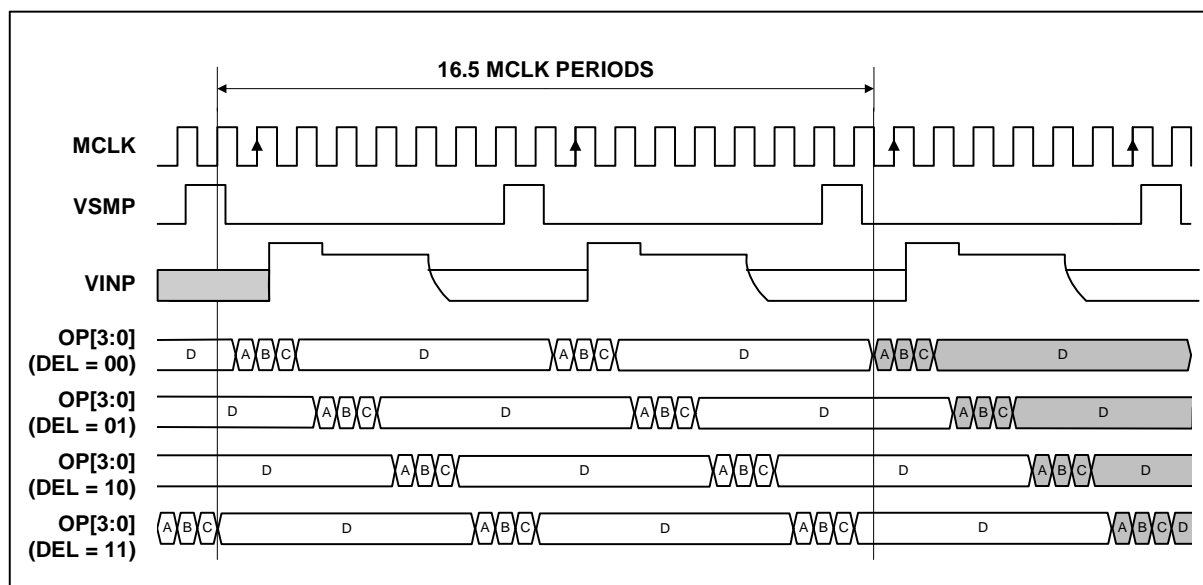 16.5 MCLK PERIODS
MCLK
VSMP
VINP
OP[3:0]
(DEL = 00)
D A B C D A B C D A B C D
OP[3:0]
(DEL = 01)
D A B C D A B C D A B C D
OP[3:0]
(DEL = 10)
D A B C D A B C D A B C D
OP[3:0]
(DEL = 11)
A B C D A B C D A B C D A B C D